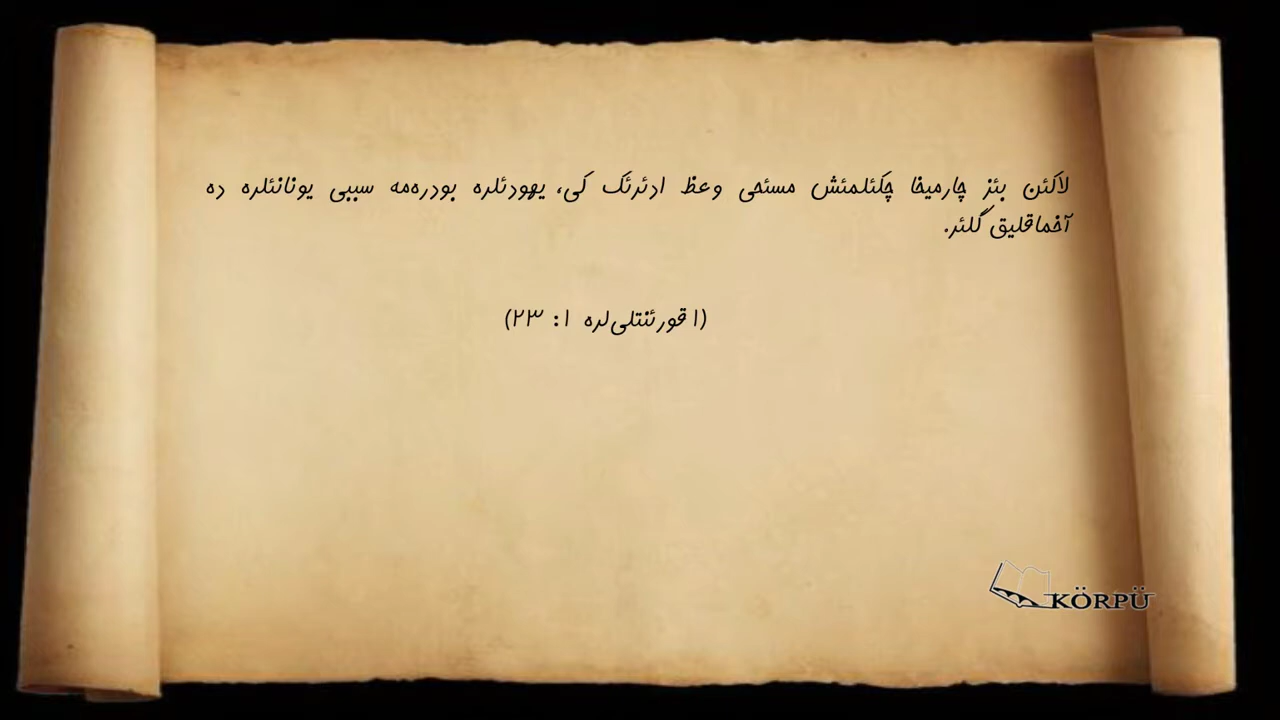 لاکئن بئز چارمیخا چکئلمئش مسئحی وعظ ادئرئک کی، یهودئلره بودره‌مه سببی یونانئلره ده
آخماقلیق گلئر.
(۱ قورئنتلی‌لره ۱: ۲۳)
KÖRPÜ